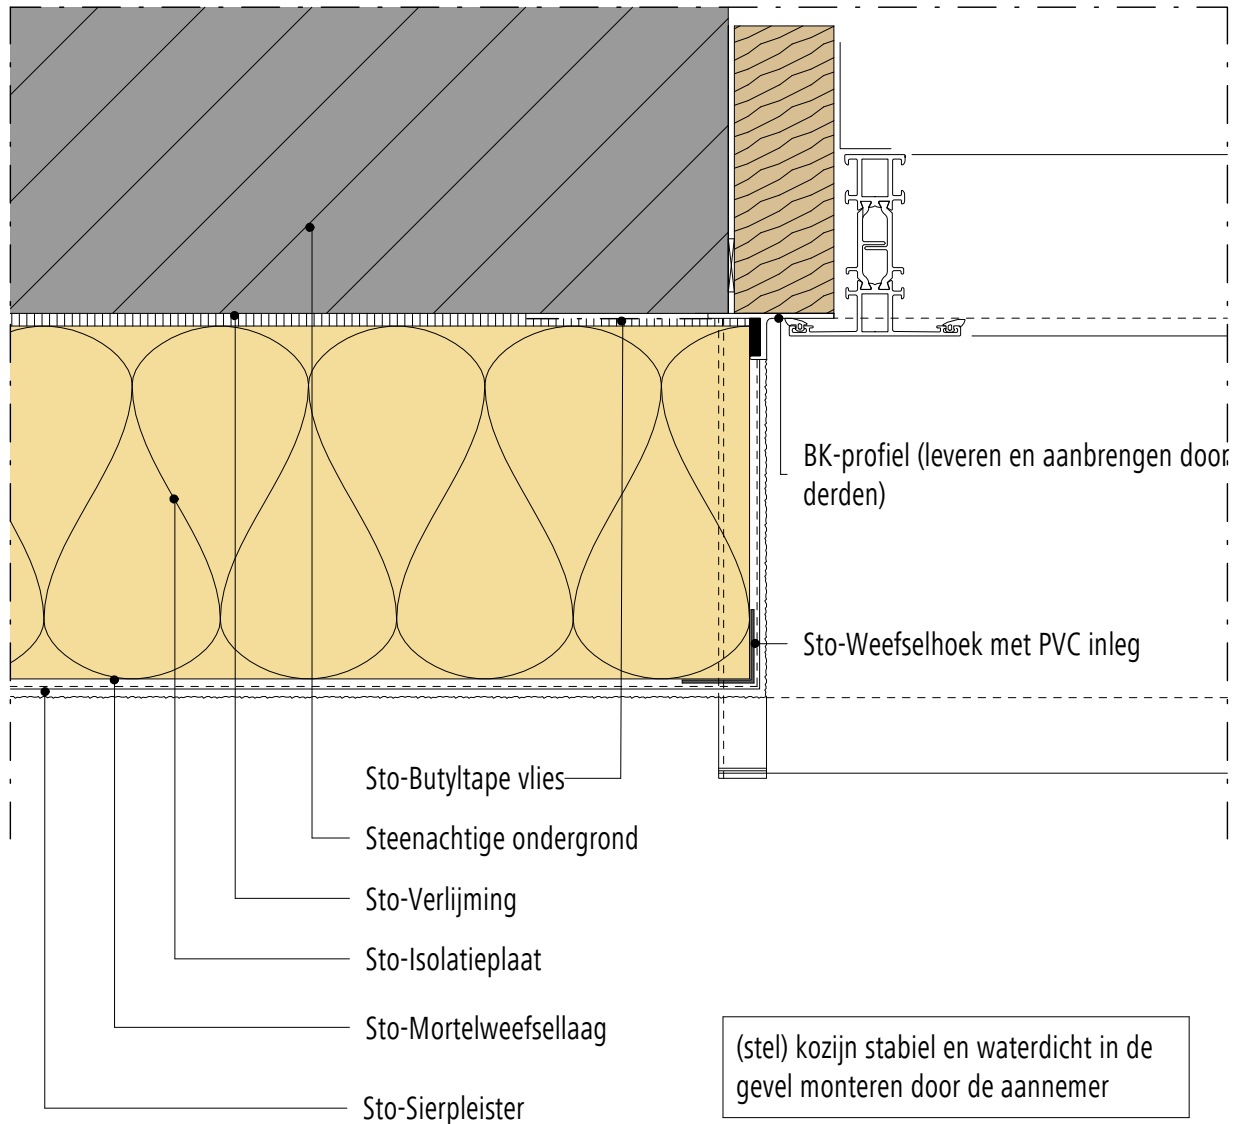 BK-profiel (leveren en aanbrengen door
derden)
Sto-Weefselhoek met PVC inleg
Sto-Butyltape vlies
Steenachtige ondergrond
Sto-Verlijming
Sto-Isolatieplaat
Sto-Mortelweefsellaag
Sto-Sierpleister
(stel) kozijn stabiel en waterdicht in de
gevel monteren door de aannemer